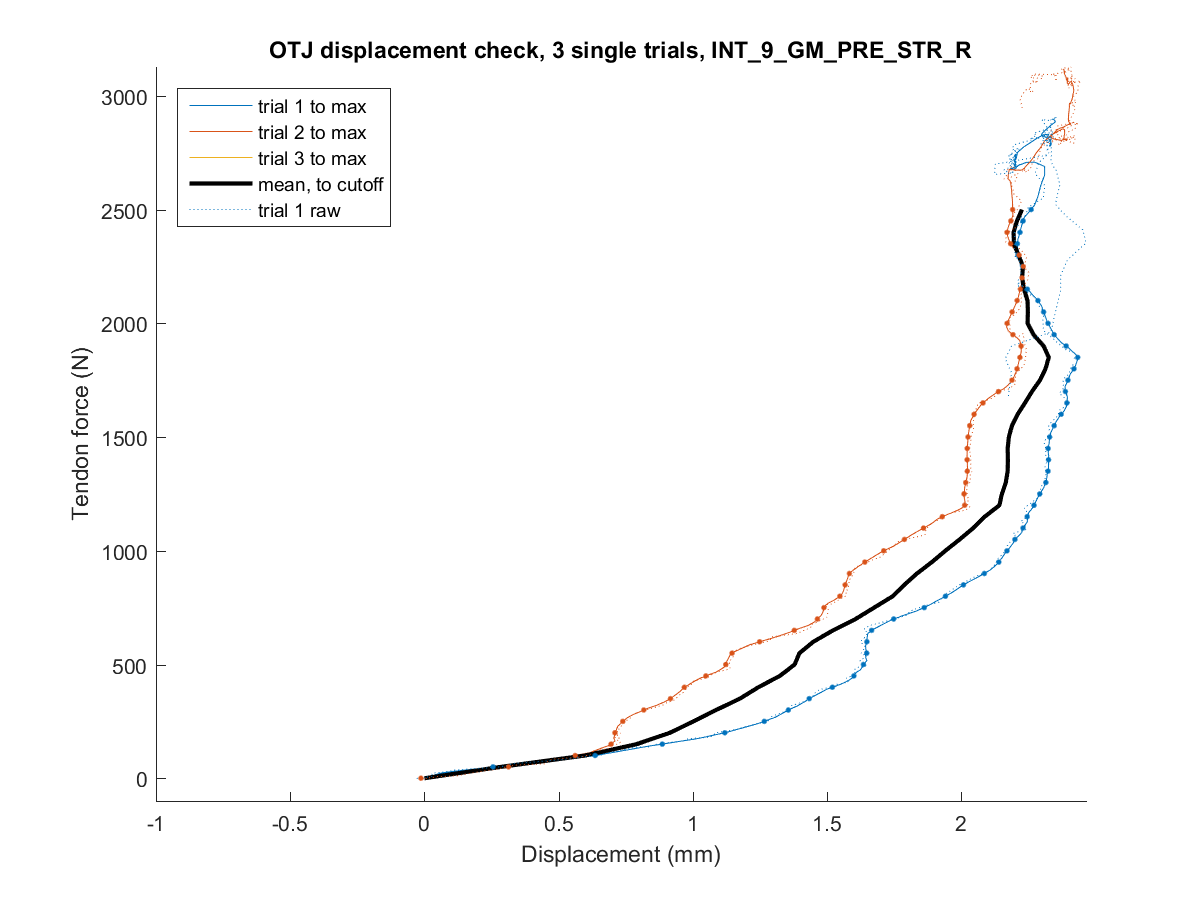 OTJ displacement check, 3 single trials, INT_9_GM_PRE_STR_R
trial 1 to max
trial 2 to max
trial 3 to max
mean, to cutoff
trial 1 raw
3000
2500
2000
1500
1000
500
0
Tendon force (N)
-1
-0.5
0
0.5
1
1.5
2
Displacement (mm)